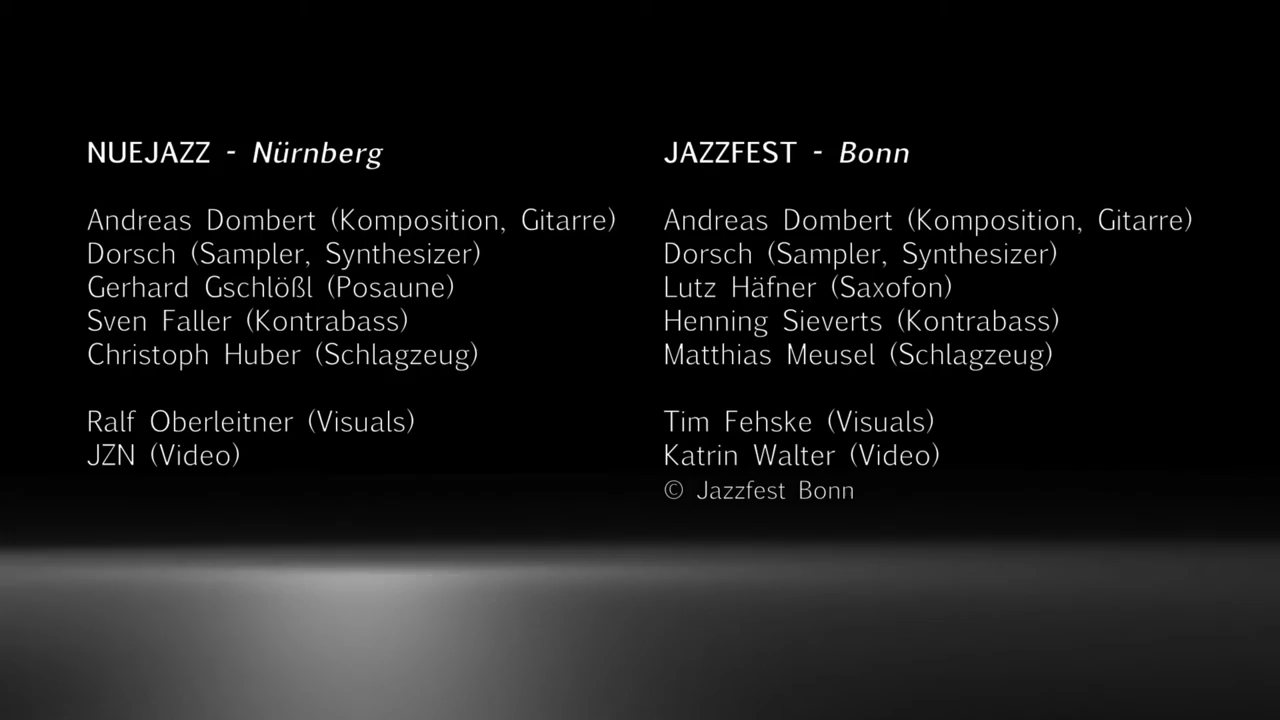 NUEJAZZ - Nürnberg
Andreas Dombert (Komposition, Gitarre)
Dorsch (Sampler, Synthesizer)
Gerhard Gschlößl (Posaune)
Sven Faller (Kontrabass)
Christoph Huber (Schlagzeug)
Ralf Oberleitner (Visuals)
JZN (Video)
JAZZFEST - Bonn
Andreas Dombert (Komposition, Gitarre)
Dorsch (Sampler, Synthesizer)
Lutz Häfner (Saxofon)
Henning Sieverts (Kontrabass)
Matthias Meusel (Schlagzeug)
Tim Fehske (Visuals)
Katrin Walter (Video)
© Jazzfest Bonn